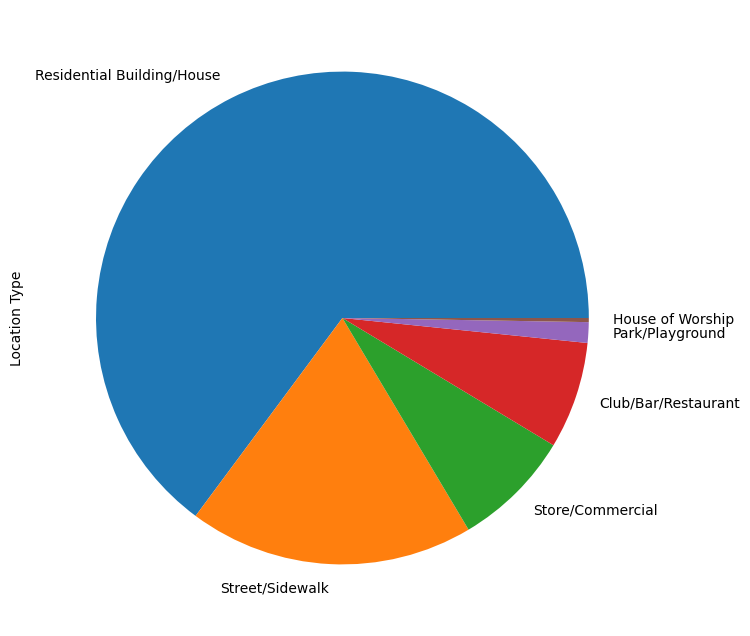 Residential Building/House
Location Type
House of Worship
Park/Playground
Club/Bar/Restaurant
Store/Commercial
Street/Sidewalk